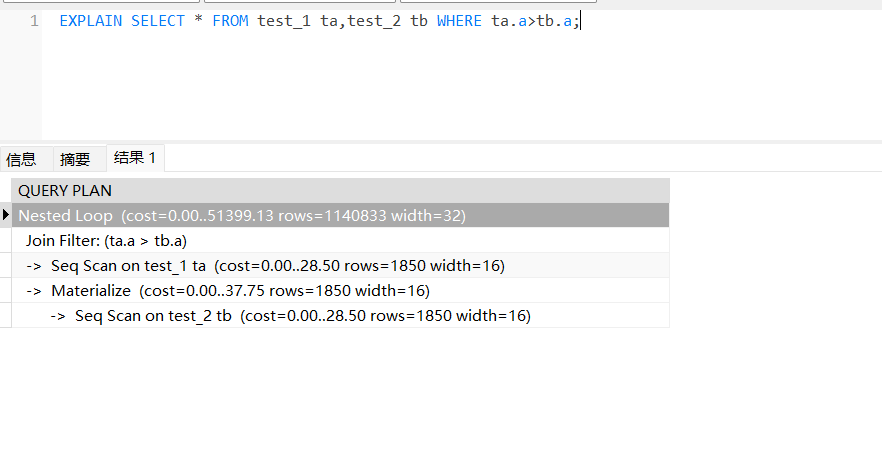 1 EXPLAIN SELECT * FROM test_1 ta,test_2 tb WHERE ta.a>tb.a;
信息 摘要 结果 1
QUERY PLAN
Nested Loop (cost=0.00..51399.13 rows=1140833 width=32)
Join Filter: (ta.a > tb.a)
-> Seq Scan on test_1 ta (cost=0.00..28.50 rows=1850 width=16)
-> Materialize (cost=0.00..37.75 rows=1850 width=16)
-> Seq Scan on test_2 tb (cost=0.00..28.50 rows=1850 width=16)